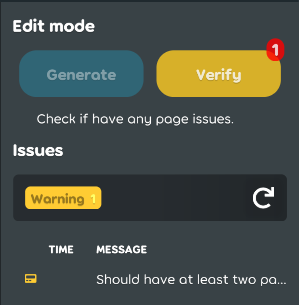 Edit mode
Generate
Verify
1
Check if have any page issues.
Issues
Warning 1
TIME MESSAGE
Should have at least two pa...